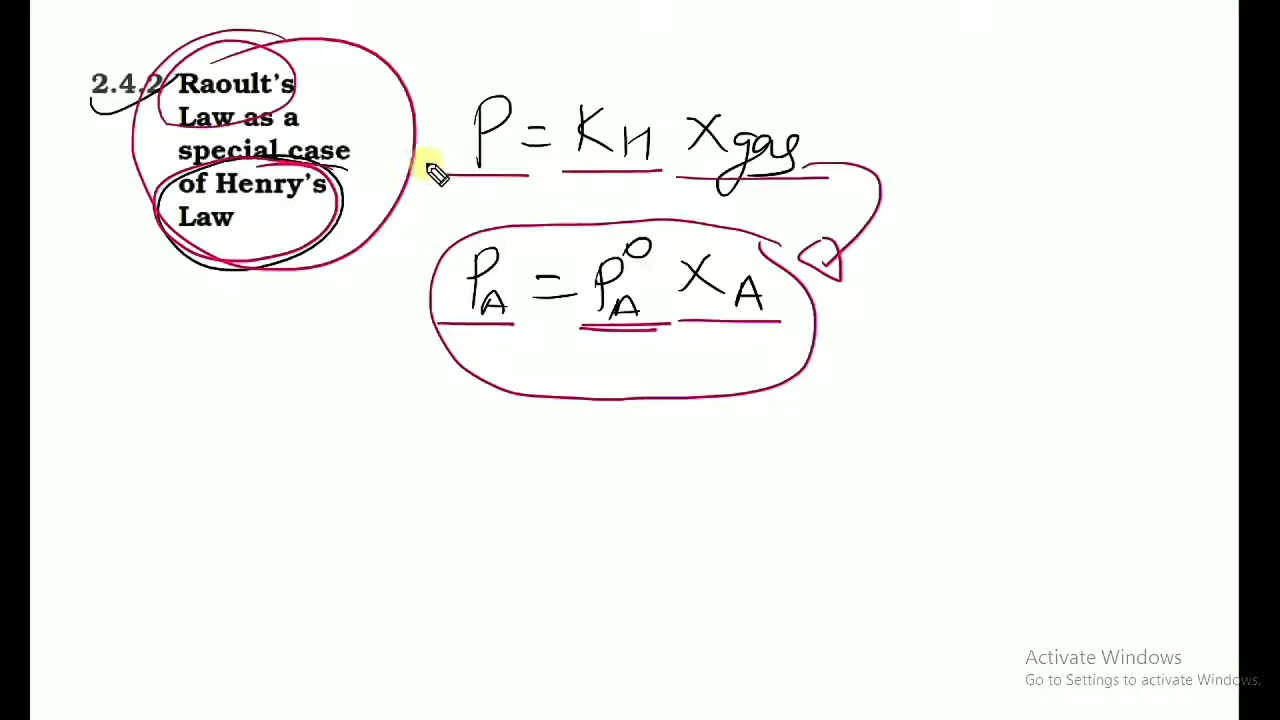 2.4.2 Raoult's
Law as a
special case
of Henry's
Law
P = KH xgas
PA = P°A xA
Activate Windows
Go to Settings to activate Windows.